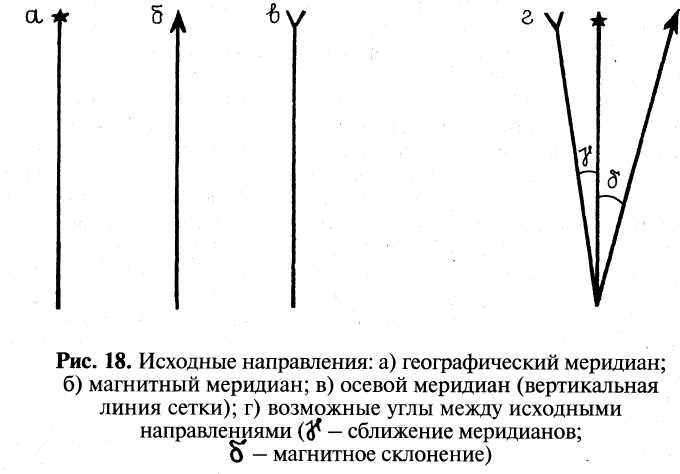 а б в г
γ δ
Рис. 18. Исходные направления: а) географический меридиан;
б) магнитный меридиан; в) осевой меридиан (вертикальная
линия сетки); г) возможные углы между исходными
направлениями (γ – сближение меридианов;
δ – магнитное склонение)